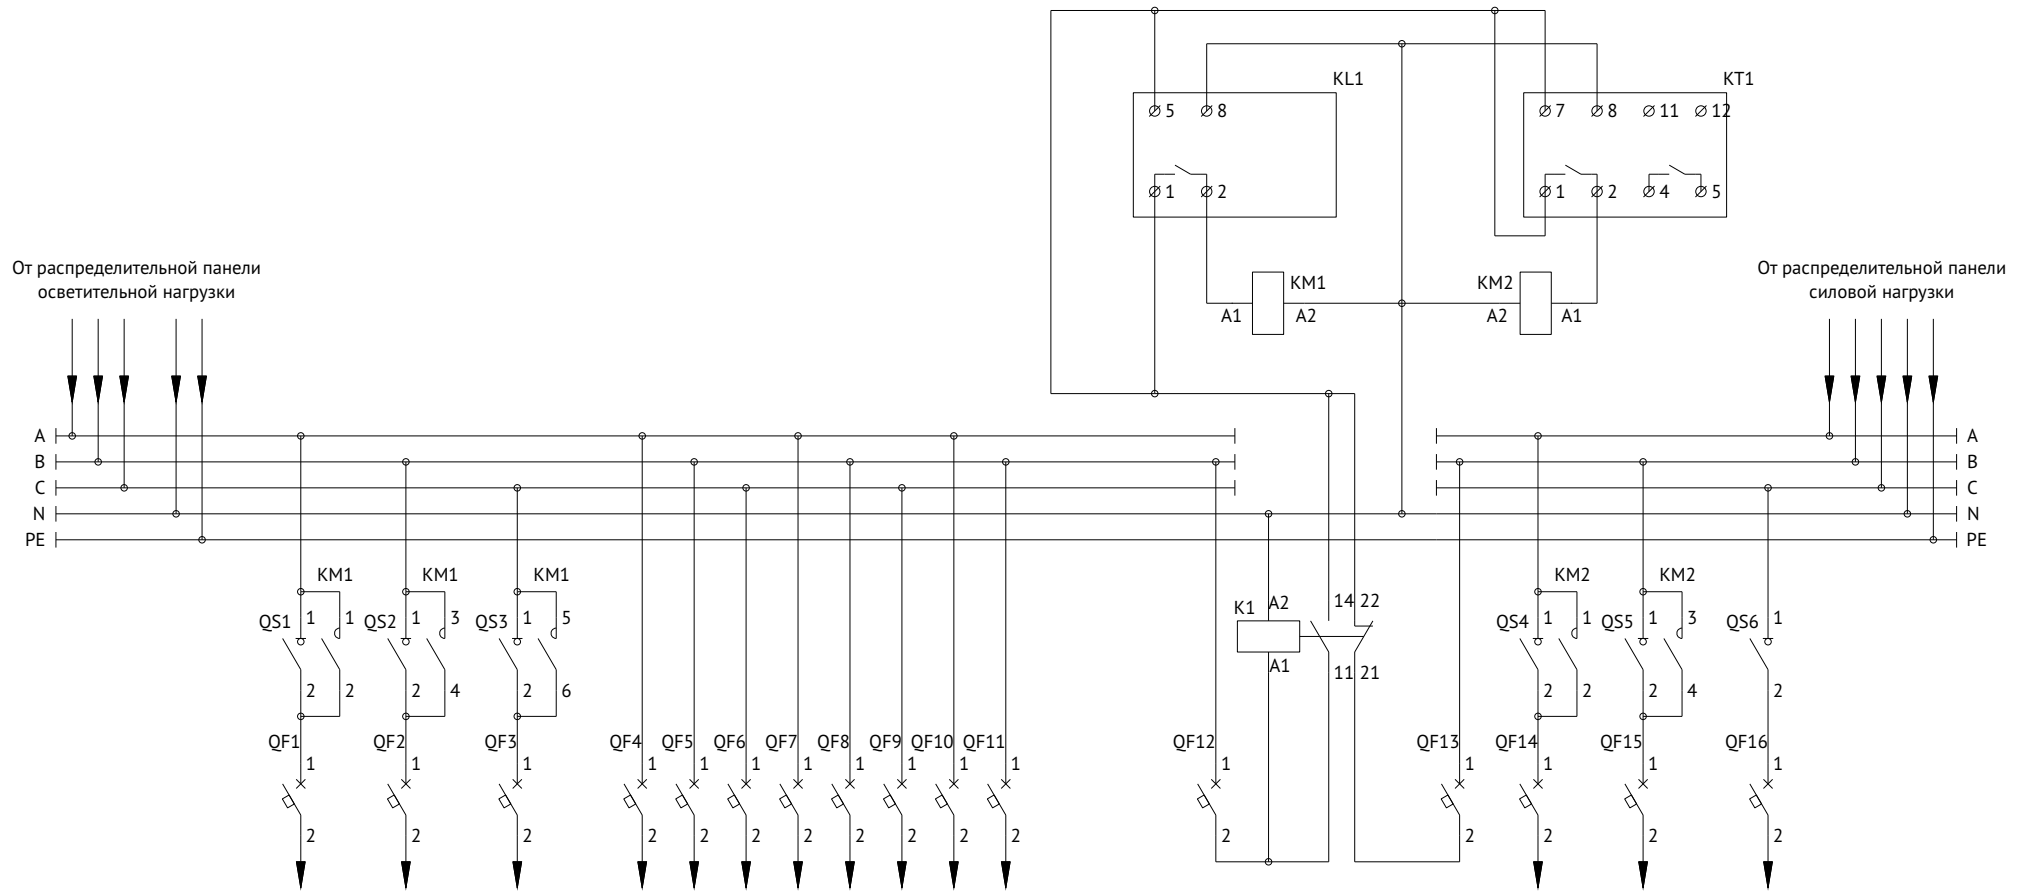 KL1
KT1
5 8
7 8 11 12
1 2
1 2 4 5
От распределительной панели
осветительной нагрузки
От распределительной панели
силовой нагрузки
KM1
KM2
A1 A2
A2 A1
A
B
C
N
PE
A
B
C
N
PE
KM1 KM1 KM1
KM2 KM2
QS1 1 1
QS2 1 3
QS3 1 5
K1 A2 14 22
QS4 1 1
QS5 1 3
QS6 1
A1 11 21
2 2
2 4
2 6
2 2
2 4
2
QF1 QF2 QF3 QF4 QF5 QF6 QF7 QF8 QF9 QF10 QF11 QF12 QF13 QF14 QF15 QF16
1 1 1 1 1 1 1 1 1 1 1 1 1 1 1 1
2 2 2 2 2 2 2 2 2 2 2 2 2 2 2 2